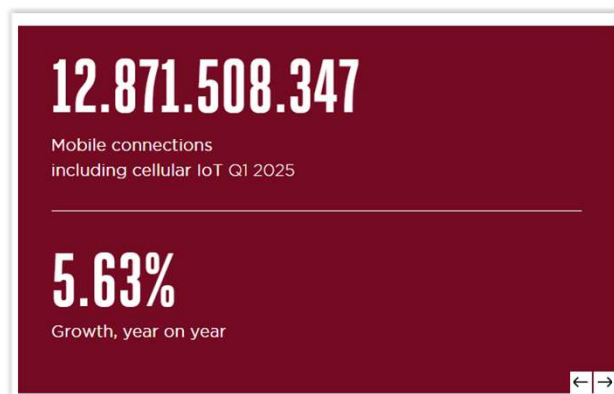 12.871.508.347
Mobile connections
including cellular IoT Q1 2025
5.63%
Growth, year on year